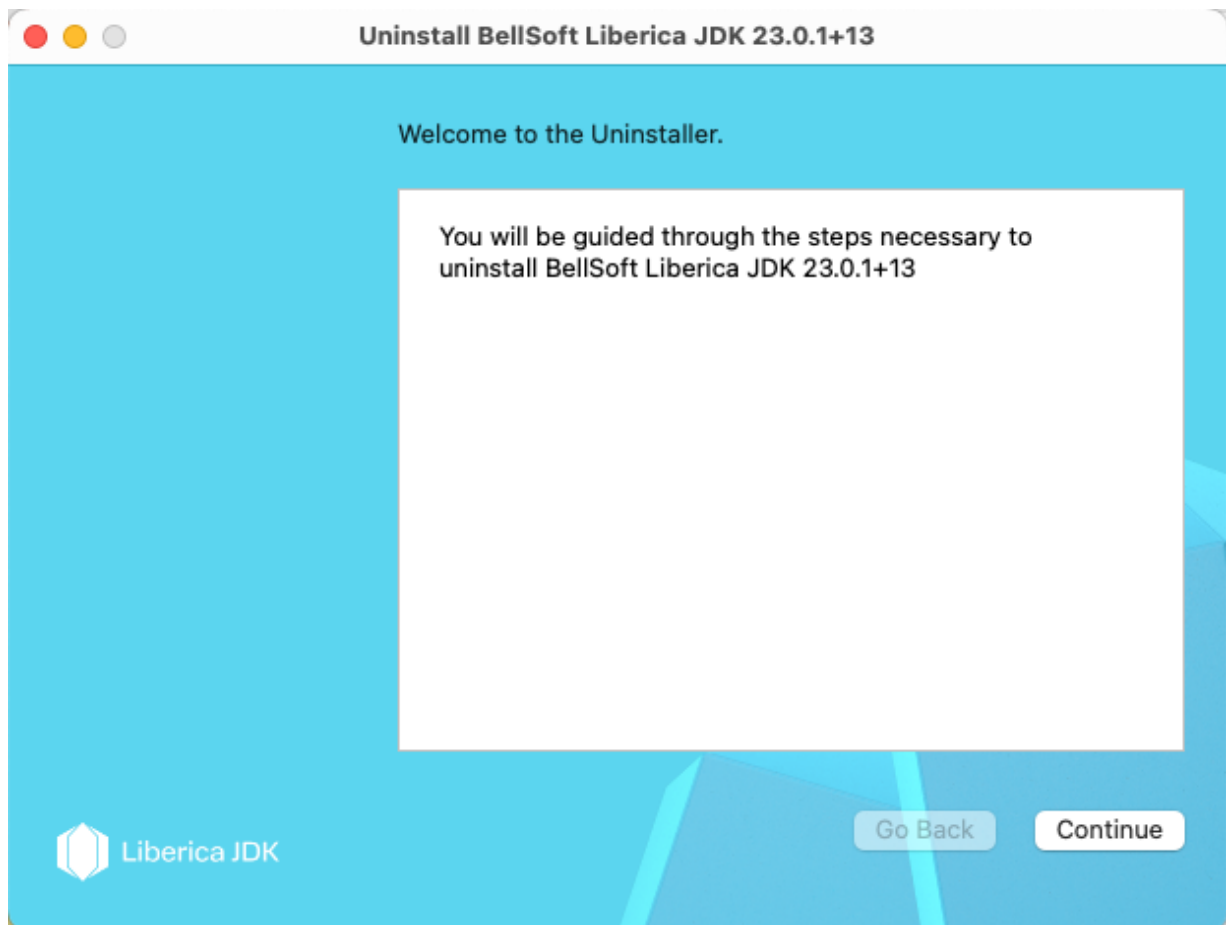 Uninstall BellSoft Liberica JDK 23.0.1+13
Welcome to the Uninstaller.
You will be guided through the steps necessary to
uninstall BellSoft Liberica JDK 23.0.1+13
Go Back
Continue
Liberica JDK